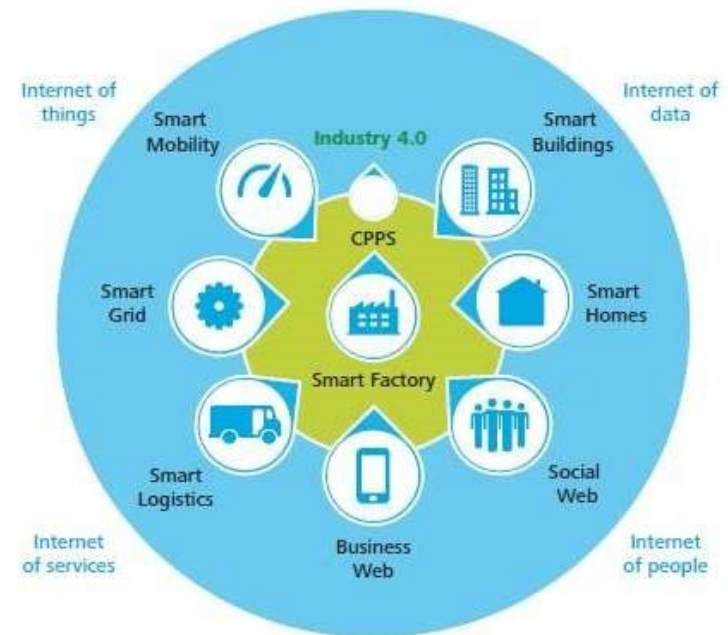 Internet of
things
Internet of
data
Smart
Mobility
Industry 4.0
Smart
Buildings
CPPS
Smart
Grid
Smart
Homes
Smart Factory
Smart
Logistics
Social
Web
Business
Web
Internet
of services
Internet
of people